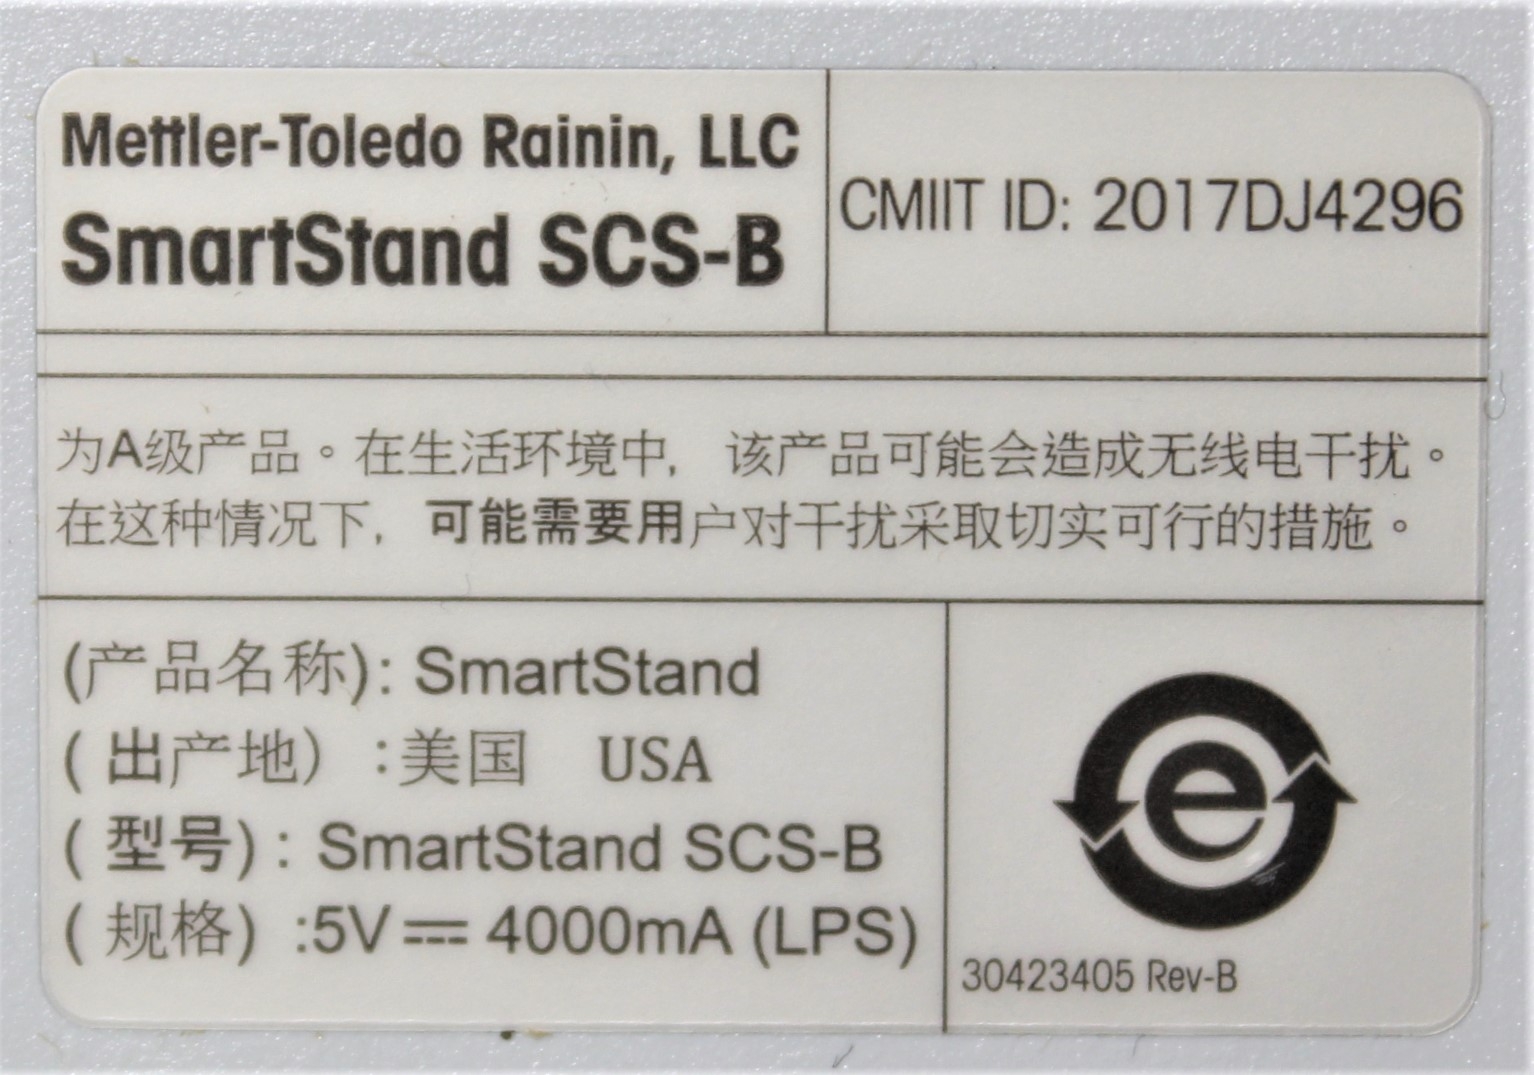 Mettler-Toledo Rainin, LLC
SmartStand SCS-B
CMIIT ID: 2017DJ4296
为A级产品。在生活环境中, 该产品可能会造成无线电干扰。
在这种情况下, 可能需要用户对干扰采取切实可行的措施。
(产品名称): SmartStand
( 出产地) :美国 USA
( 型号) : SmartStand SCS-B
( 规格) :5V⎓4000mA (LPS)
e
30423405 Rev-B